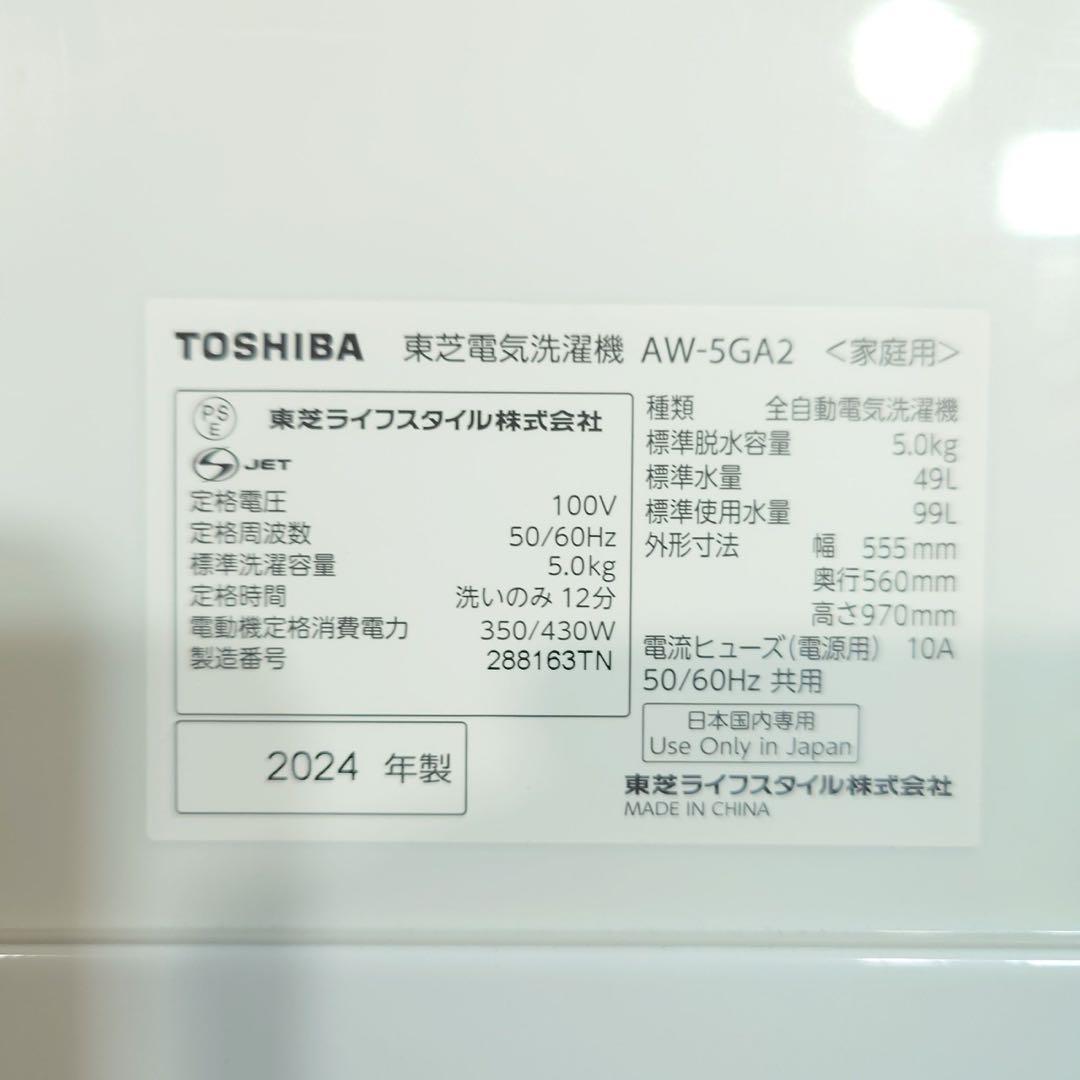 TOSHIBA 東芝電気洗濯機 AW-5GA2 <家庭用>
PSE 東芝ライフスタイル株式会社
S JET
定格電圧 100V
定格周波数 50/60Hz
標準洗濯容量 5.0kg
定格時間 洗いのみ 12分
電動機定格消費電力 350/430W
製造番号 288163TN
2024 年製
種類 全自動電気洗濯機
標準脱水容量 5.0kg
標準水量 49L
標準使用水量 99L
外形寸法 幅 555mm
奥行560mm
高さ970mm
電流ヒューズ(電源用) 10A
50/60Hz 共用
日本国内専用
Use Only in Japan
東芝ライフスタイル株式会社
MADE IN CHINA